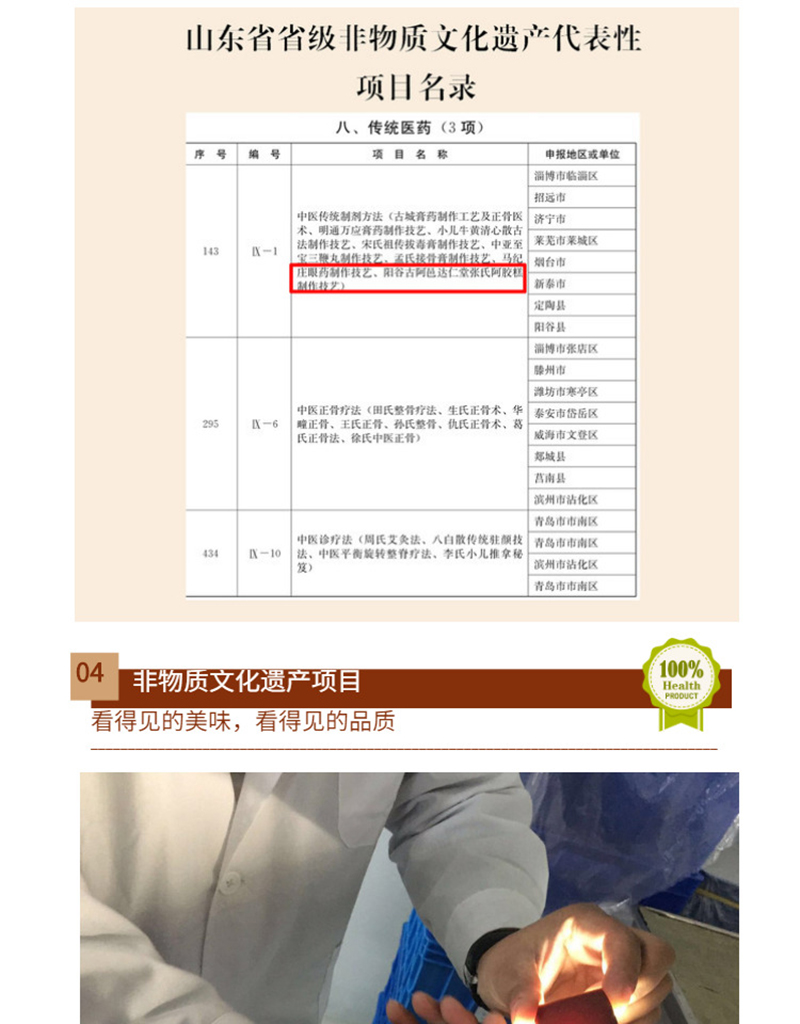 山东省省级非物质文化遗产代表性
项目名录
八、传统医药（3 项）
序 号 编 号 项 目 名 称 申报地区或单位
143 Ⅸ－1
中医传统制剂方法（古城膏药制作工艺及正骨医
术、明通万应膏药制作技艺、小儿牛黄清心散古
法制作技艺、宋氏祖传拔毒膏制作技艺、中亚至
宝三鞭丸制作技艺、孟氏接骨膏制作技艺、马纪
庄眼药制作技艺、阳谷古阿邑达仁堂张氏阿胶糕
制作技艺）
淄博市临淄区
招远市
济宁市
莱芜市莱城区
烟台市
新泰市
定陶县
阳谷县
295 Ⅸ－6
中医正骨疗法（田氏整骨疗法、生氏正骨术、华
疃正骨、王氏正骨、孙氏整骨、仇氏正骨术、葛
氏正骨法、徐氏中医正骨）
淄博市张店区
滕州市
潍坊市寒亭区
泰安市岱岳区
威海市文登区
郯城县
莒南县
滨州市沾化区
434 Ⅸ－10
中医诊疗法（周氏艾灸法、八白散传统驻颜技
法、中医平衡旋转整脊疗法、李氏小儿推拿秘
笈）
青岛市市南区
青岛市市南区
滨州市沾化区
青岛市市南区
04 非物质文化遗产项目
100%
Health
PRODUCT
看得见的美味，看得见的品质